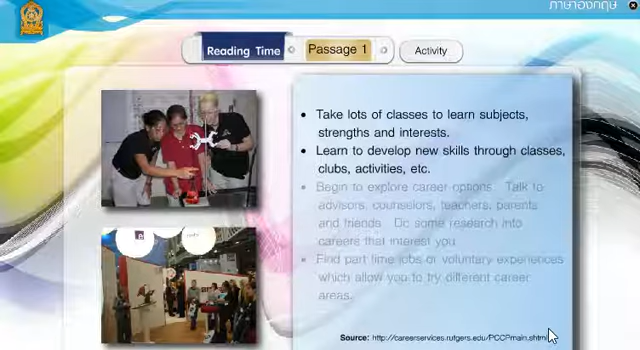 ภาษาอังกฤษ
Reading Time
Passage 1
Activity
• Take lots of classes to learn subjects,
strengths and interests.
• Learn to develop new skills through classes,
clubs, activities, etc.
• Begin to explore career options. Talk to
advisors, counselors, teachers, parents
and friends. Do some research into
careers that interest you.
• Find part time jobs or voluntary experiences
which allow you to try different career
areas.
Source: http://careerservices.rutgers.edu/PCCPmain.shtml